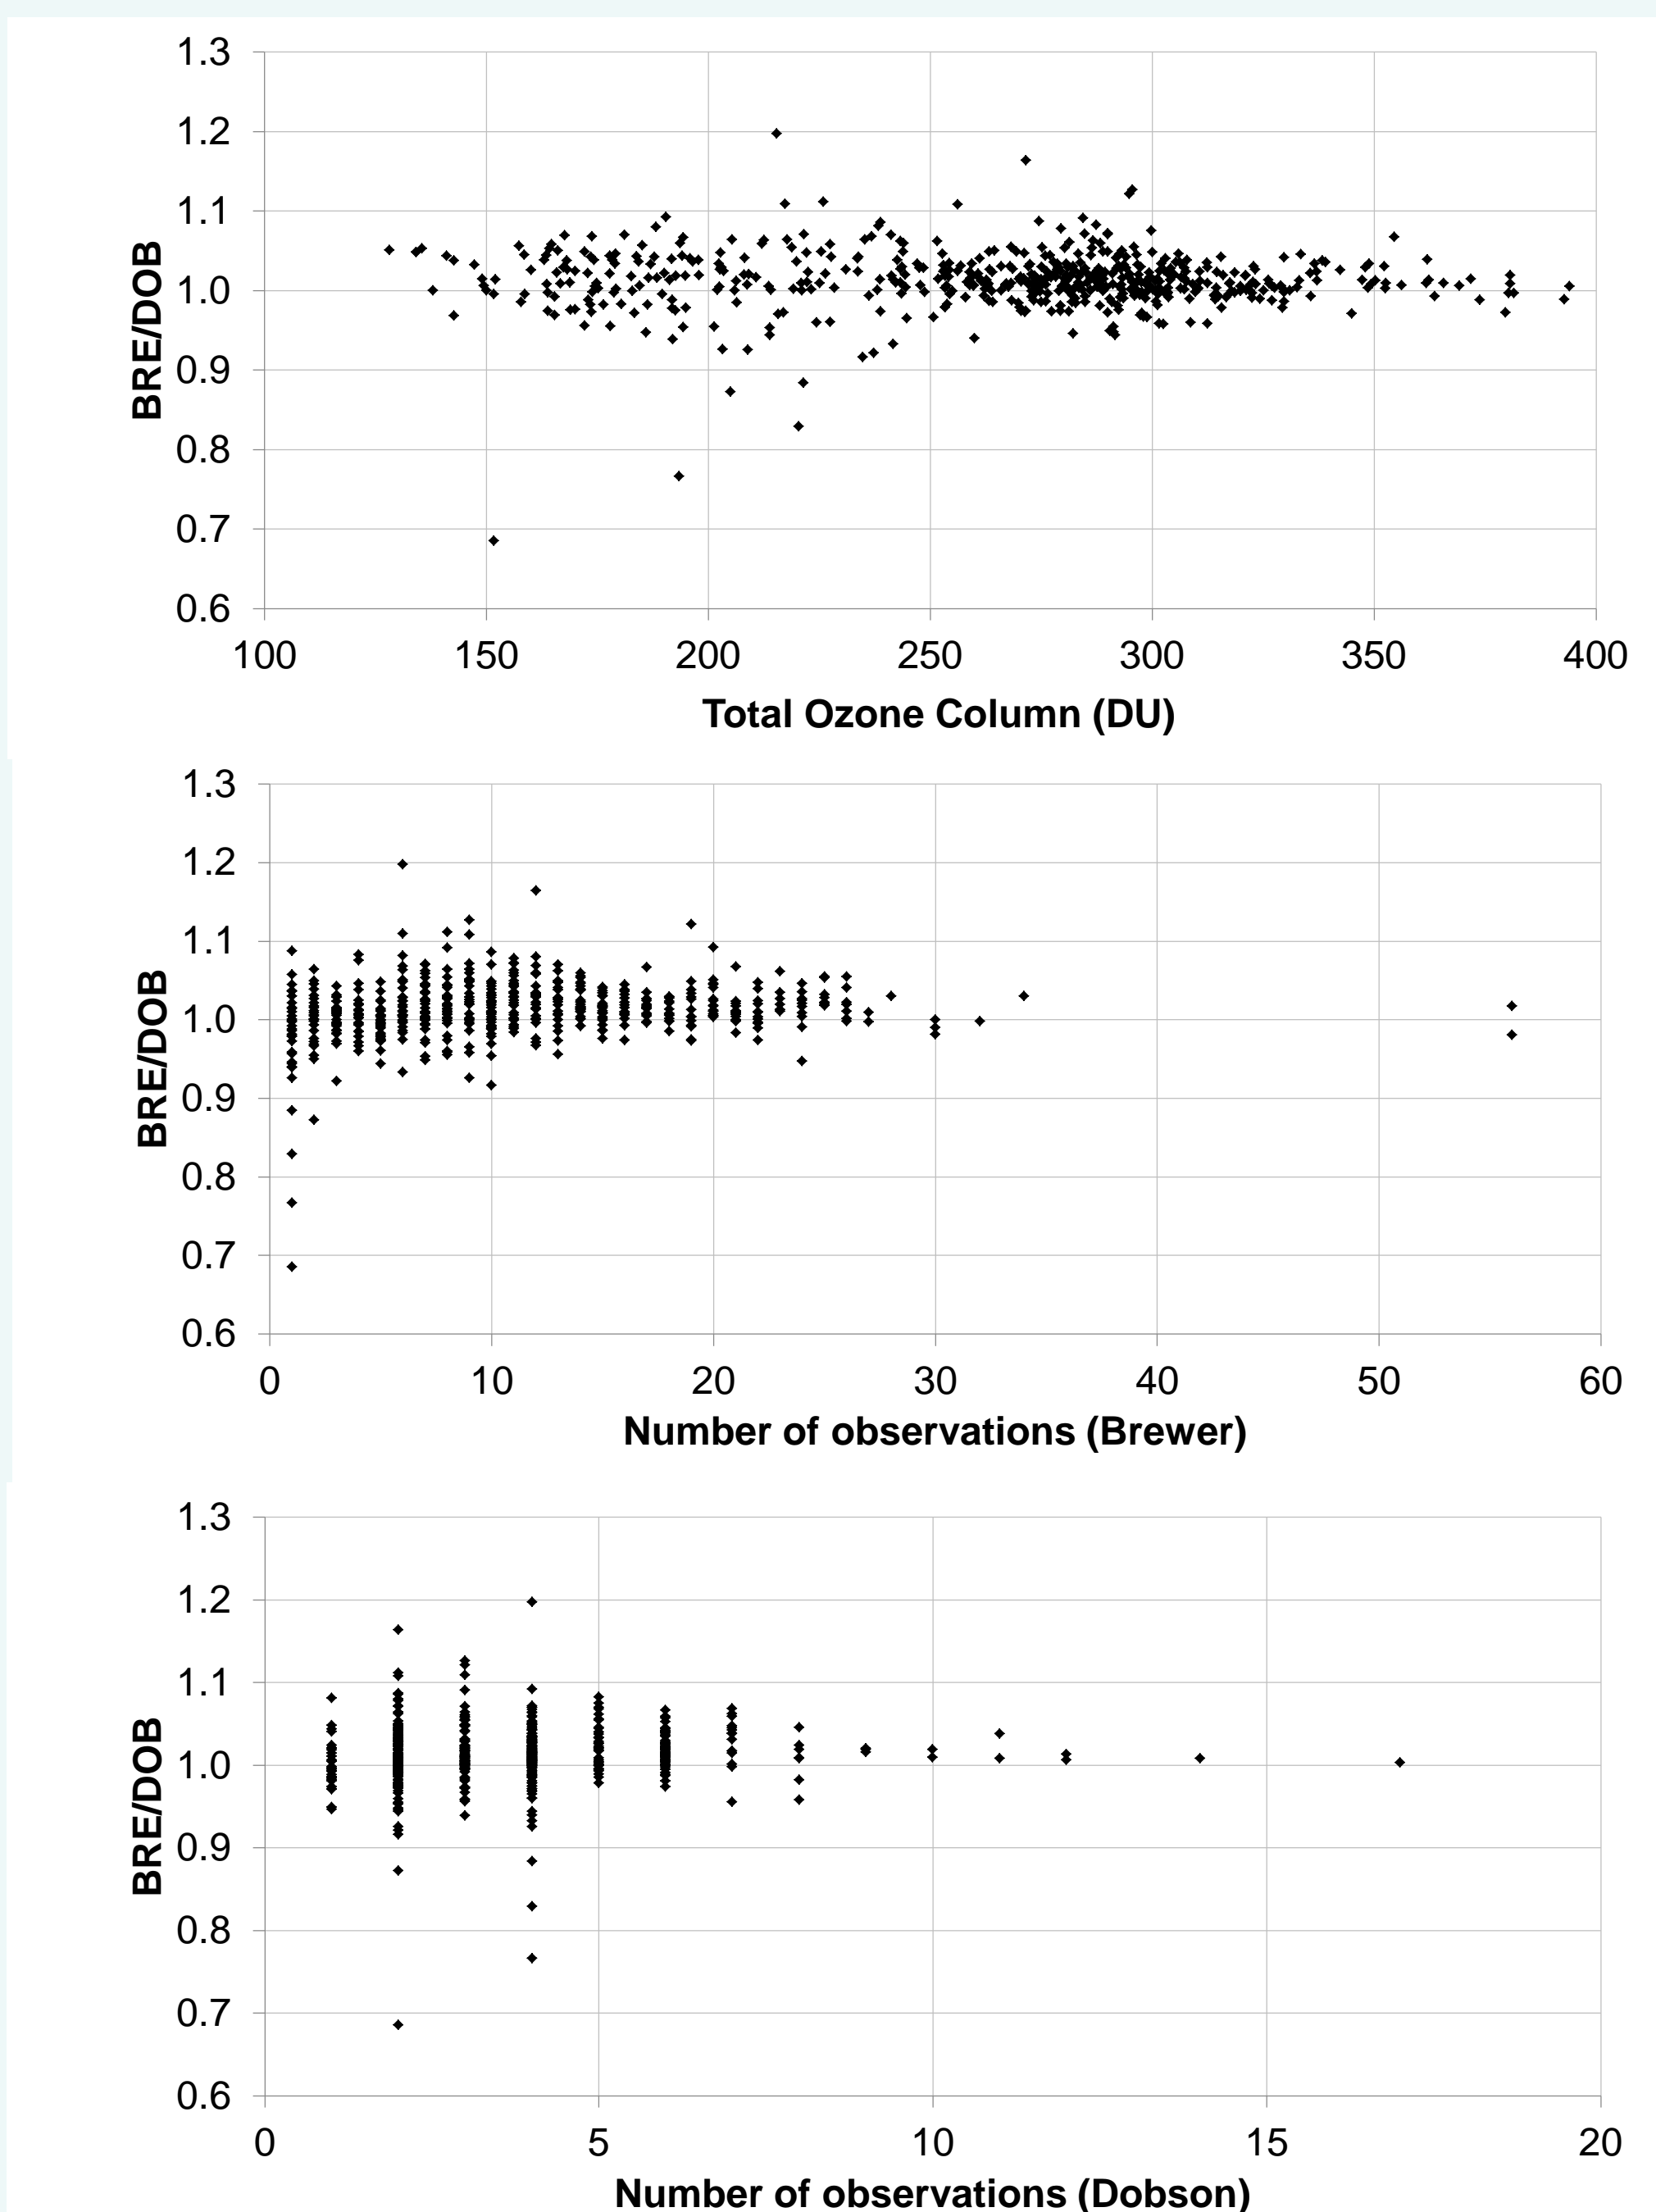 1.3
1.2
1.1
1.0
0.9
0.8
0.7
0.6
BRE/DOB
100 150 200 250 300 350 400
Total Ozone Column (DU)
1.3
1.2
1.1
1.0
0.9
0.8
0.7
0.6
BRE/DOB
0 10 20 30 40 50 60
Number of observations (Brewer)
1.3
1.2
1.1
1.0
0.9
0.8
0.7
0.6
BRE/DOB
0 5 10 15 20
Number of observations (Dobson)